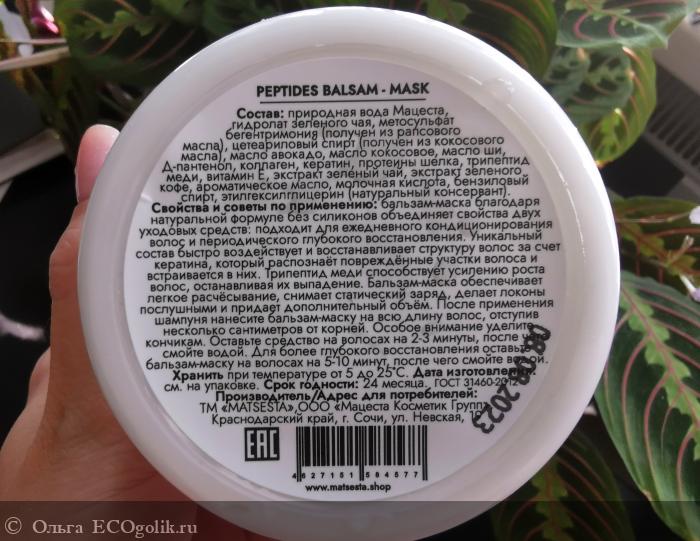 PEPTIDES BALSAM - MASK
Состав: природная вода Мацеста,
гидролат зеленого чая, метосульфат
бегентримония (получен из рапсового
масла), цетеариловый спирт (получен из кокосового
масла), масло авокадо, масло кокосовое, масло ши,
Д-пантенол, коллаген, кератин, протеины шелка, трипептид
меди, витамин Е, экстракт зеленый чай, экстракт зеленого
кофе, ароматическое масло, молочная кислота, бензиловый
спирт, этилгексилглицерин (натуральный консервант).
Свойства и советы по применению: бальзам-маска благодаря
натуральной формуле без силиконов объединяет свойства двух
уходовых средств: подходит для ежедневного кондиционирования
волос и периодического глубокого восстановления. Уникальный
состав быстро воздействует и восстанавливает структуру волос за счет
кератина, который распознаёт повреждённые участки волоса и
встраивается в них. Трипептид меди способствует усилению роста
волос, останавливая их выпадение. Бальзам-маска обеспечивает
легкое расчёсывание, снимает статический заряд, делает локоны
послушными и придает дополнительный объём. После применения
шампуня нанесите бальзам-маску на всю длину волос, отступив
несколько сантиметров от корней. Особое внимание уделите
кончикам. Оставьте средство на волосах на 2-3 минуты, после чего
смойте водой. Для более глубокого восстановления оставьте
бальзам-маску на волосах на 5-10 минут, после чего смойте водой.
Хранить при температуре от 5 до 25°C. Дата изготовления:
см. на упаковке. Срок годности: 24 месяца. ГОСТ 31460-2012
Производитель/Адрес для потребителей:
ТМ «MATSESTA», ООО «Мацеста Косметик Групп»
Краснодарский край, г. Сочи, ул. Невская,
2023
EAC
4 627151 584577
www.matsesta.shop
© Ольга ECOgolik.ru